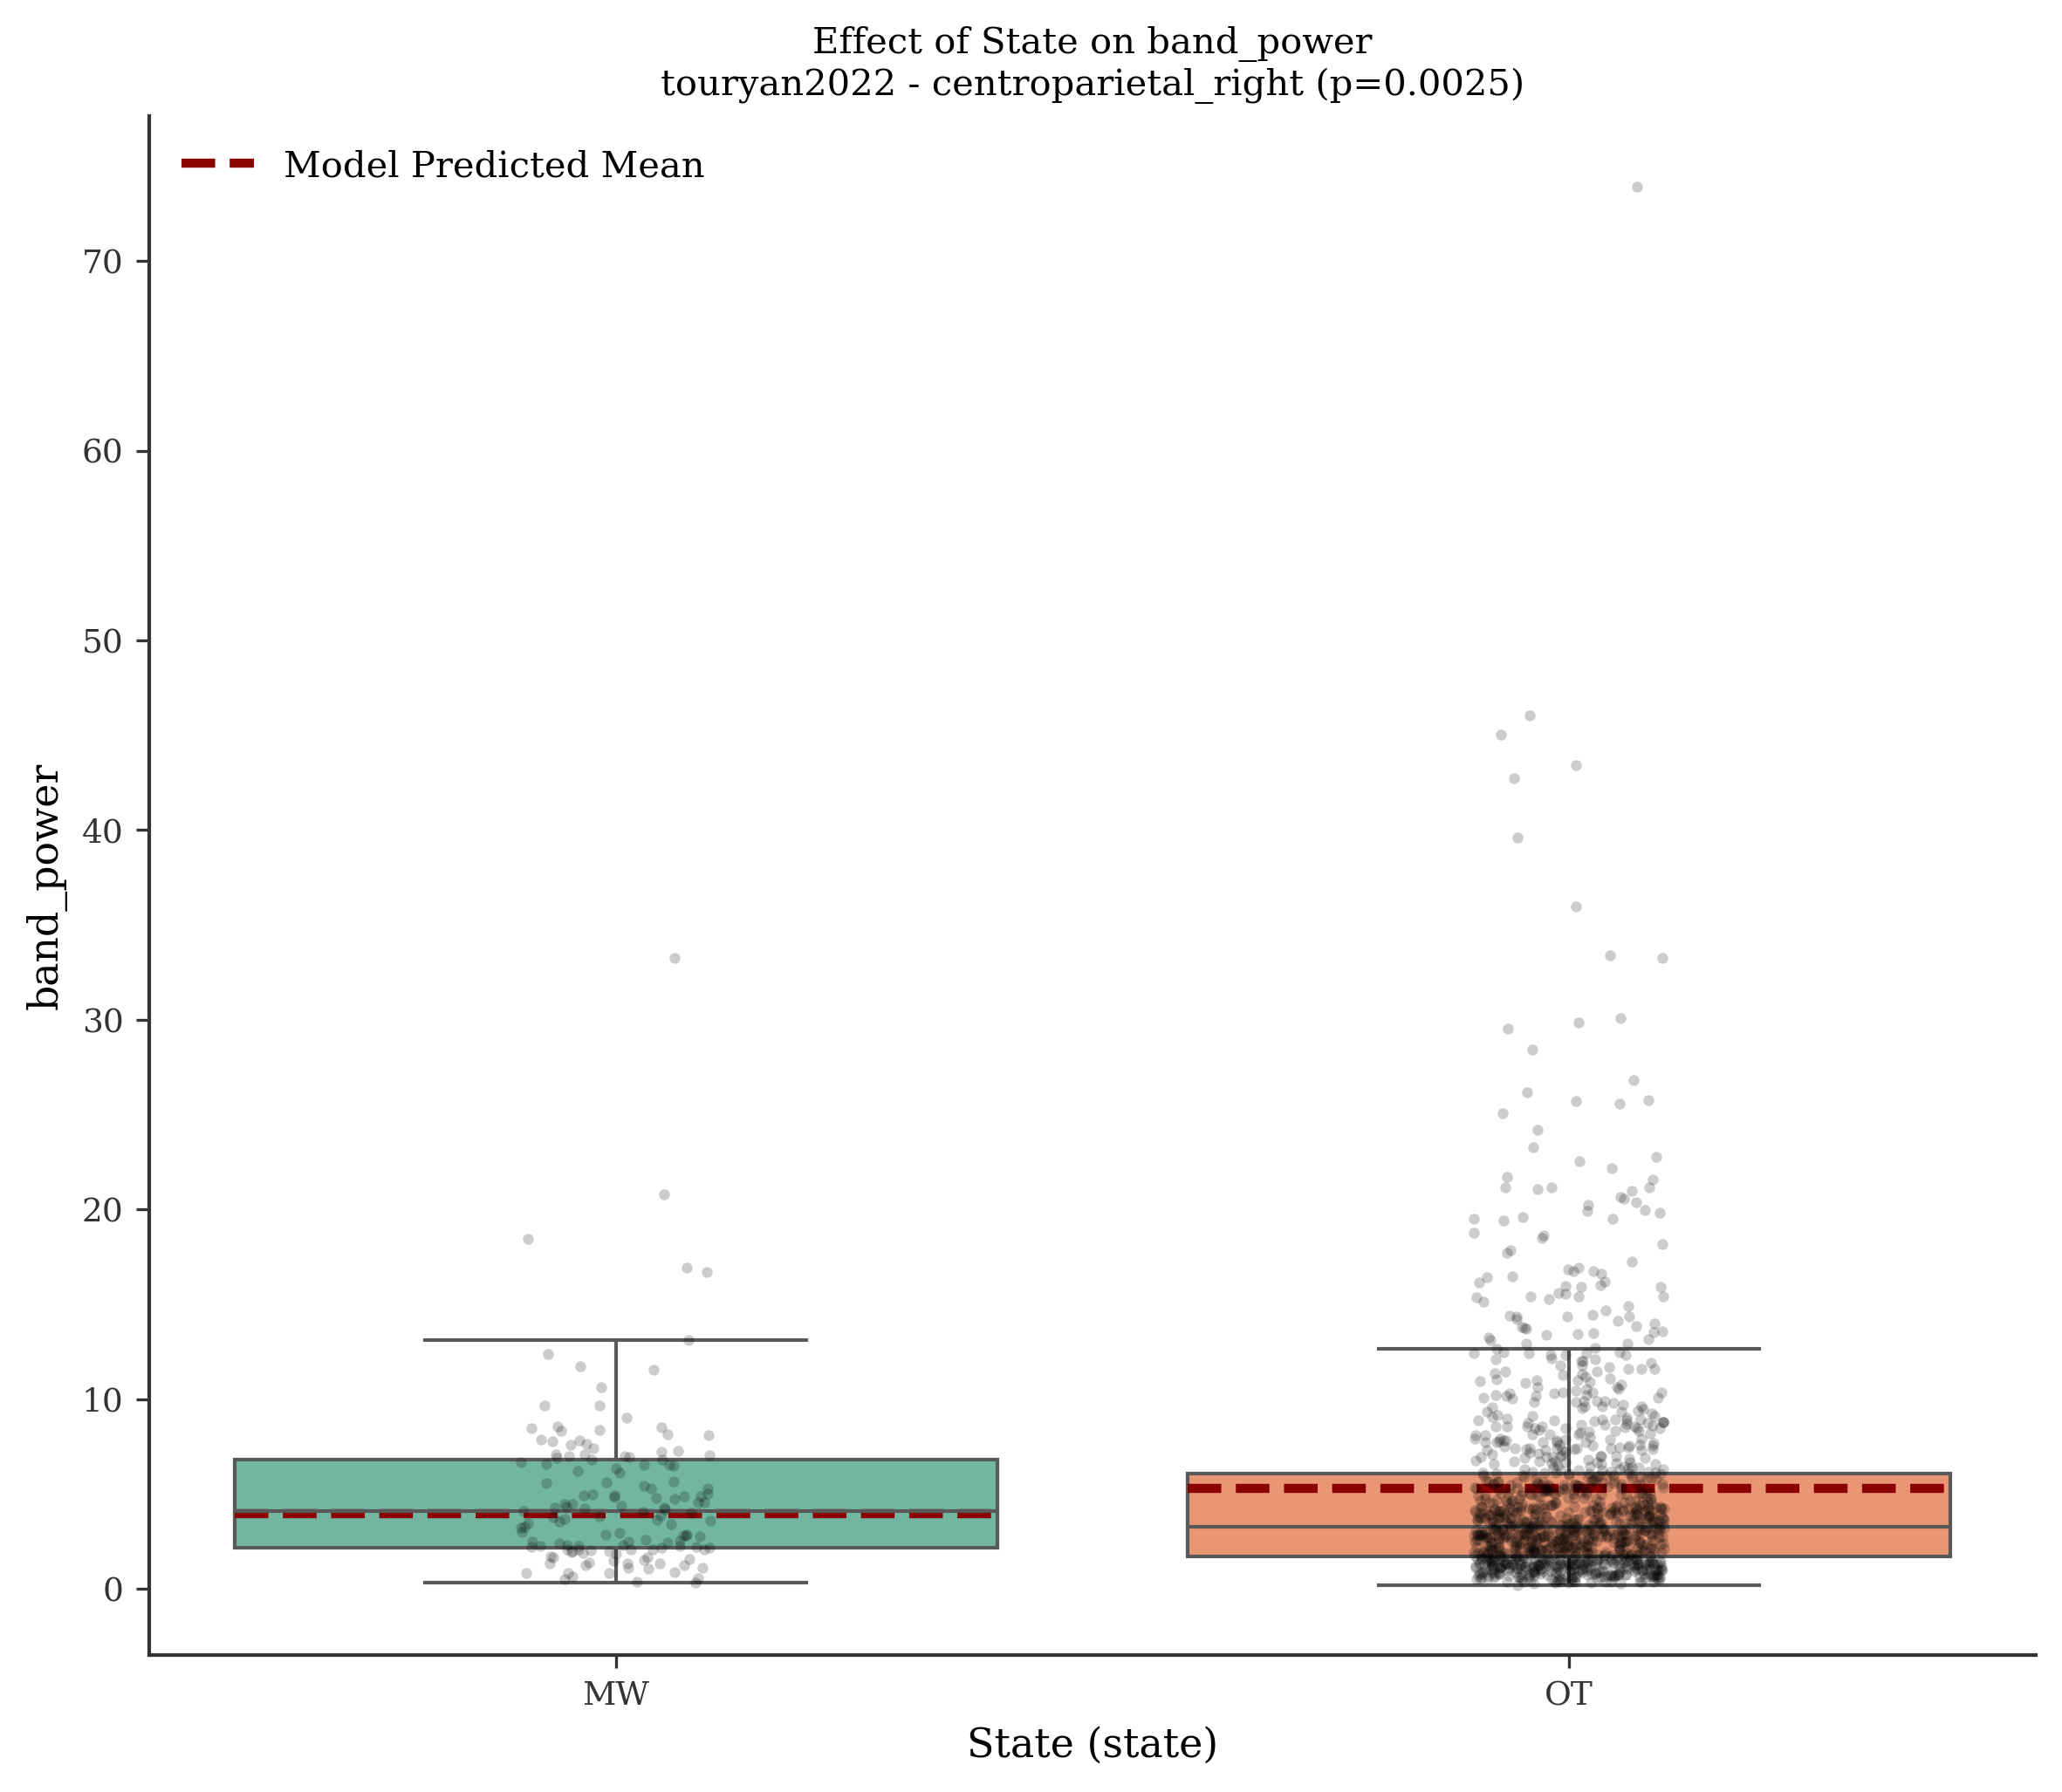 Effect of State on band_power
touryan2022 - centroparietal_right (p=0.0025)
Model Predicted Mean
70
60
50
40
30
20
10
0
band_power
MW
OT
State (state)